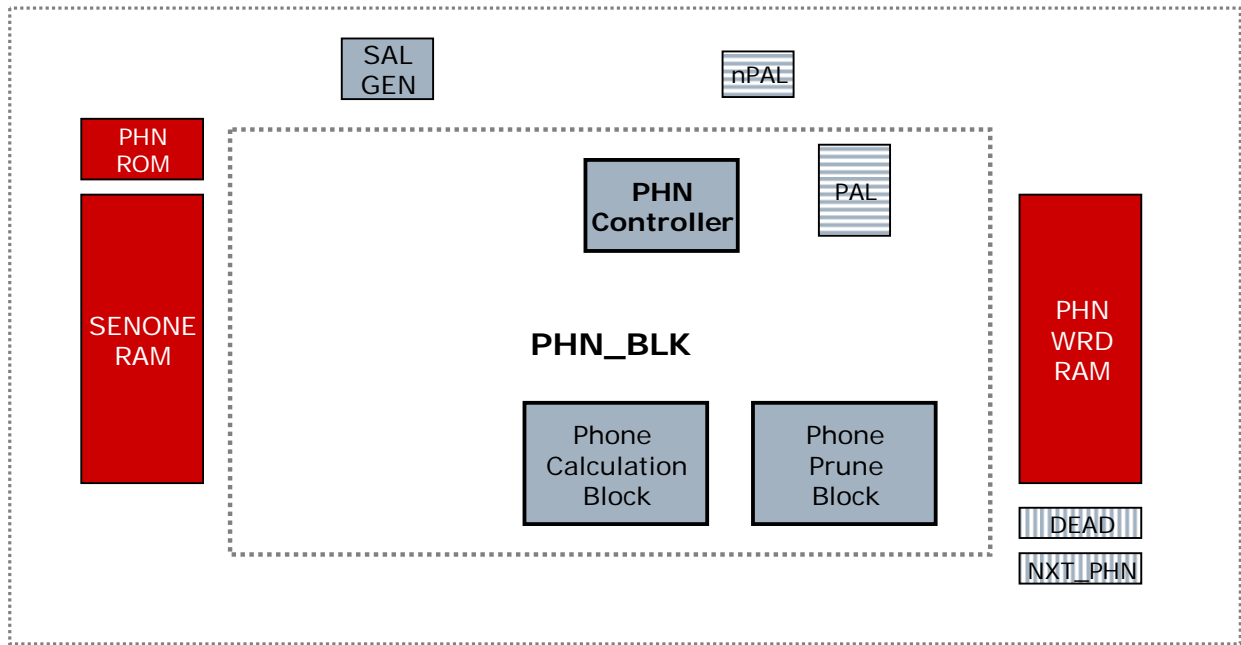 SAL
GEN
nPAL
PHN
ROM
PHN
Controller
PAL
SENONE
RAM
PHN_BLK
PHN
WRD
RAM
Phone
Calculation
Block
Phone
Prune
Block
DEAD
NXT_PHN